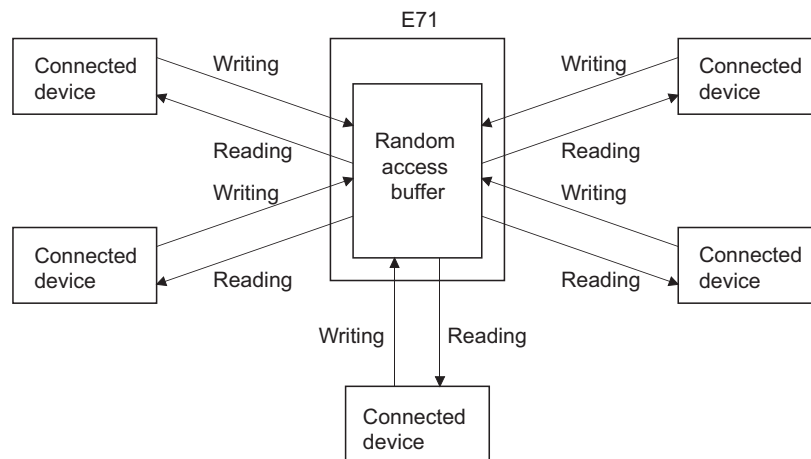 E71
Connected
device
Writing
Reading
Writing
Reading
Connected
device
Random
access
buffer
Writing
Reading
Writing
Reading
Connected
device
Connected
device
Writing
Reading
Connected
device